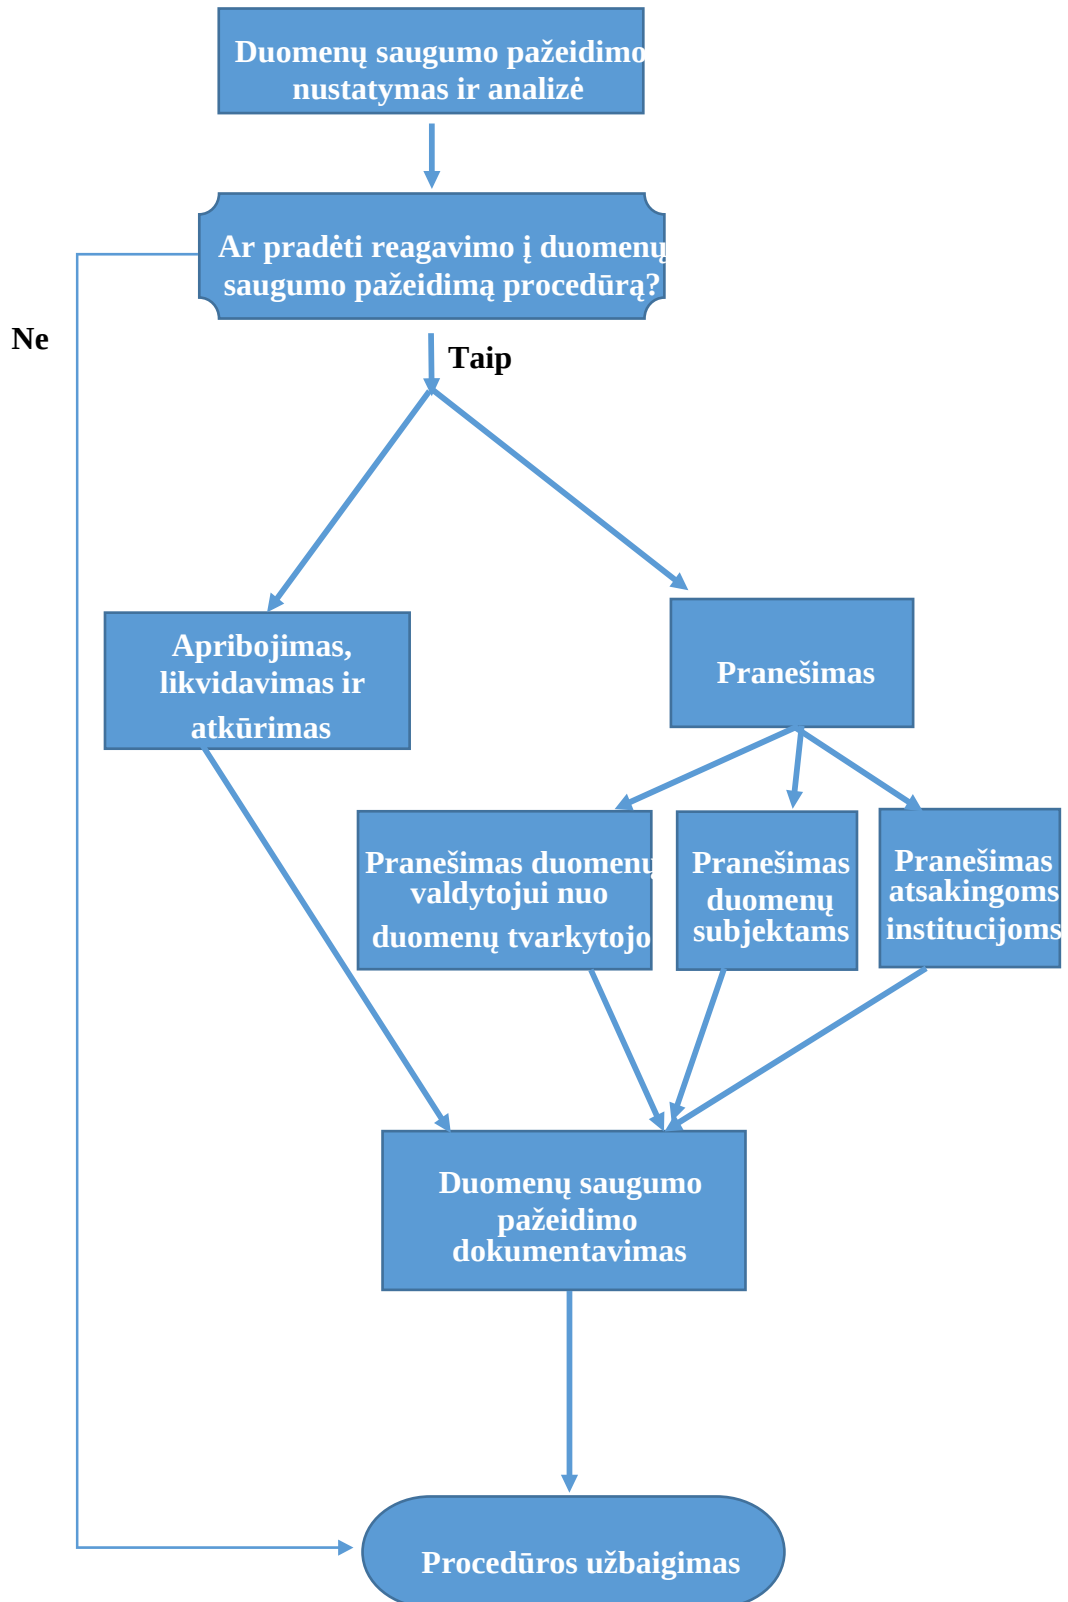 Duomenų saugumo pažeidimo
nustatymas ir analizė
Ar pradėti reagavimo į duomenų
saugumo pažeidimą procedūrą?
Ne
Taip
Apribojimas,
likvidavimas ir
atkūrimas
Pranešimas
Pranešimas duomenų
valdytojui nuo
duomenų tvarkytojo
Pranešimas
duomenų
subjektams
Pranešimas
atsakingoms
institucijoms
Duomenų saugumo
pažeidimo
dokumentavimas
Procedūros užbaigimas